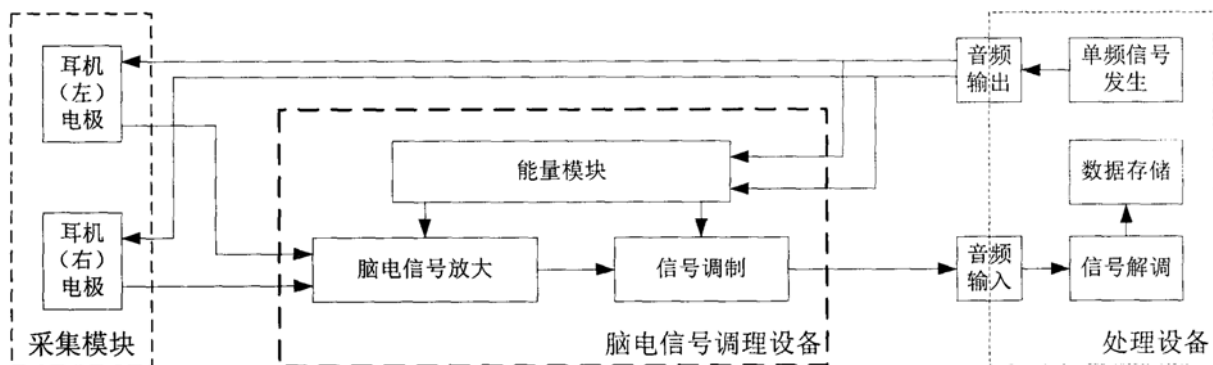 耳机
（左）
电极
耳机
（右）
电极
采集模块
能量模块
脑电信号放大
信号调制
脑电信号调理设备
音频
输出
单频信号
发生
数据存储
音频
输入
信号解调
处理设备